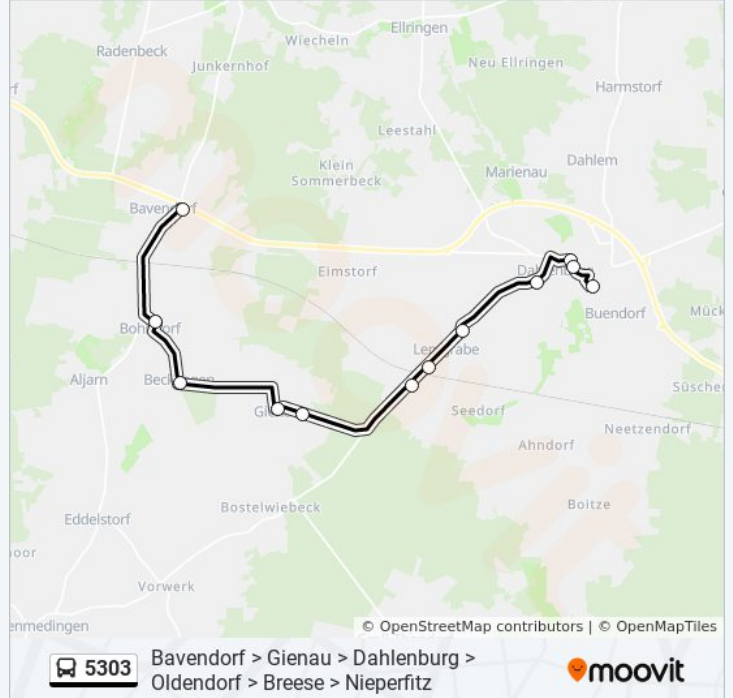 Ellringen
Wiecheln
Radenbeck
Junkernhof
Neu Ellringen
Harmstorf
Leestahl
Dahlem
Klein
Sommerbeck
Marienau
Eimstorf
Buendorf
Aljarn
Seedorf
Neetzendorf
Ahndorf
Bostelwiebeck
Boitze
Eddelstorf
Vorwerk
© OpenStreetMap contributors | © OpenMapTiles
5303
Bavendorf > Gienau > Dahlenburg >
Oldendorf > Breese > Nieperfitz
moovit